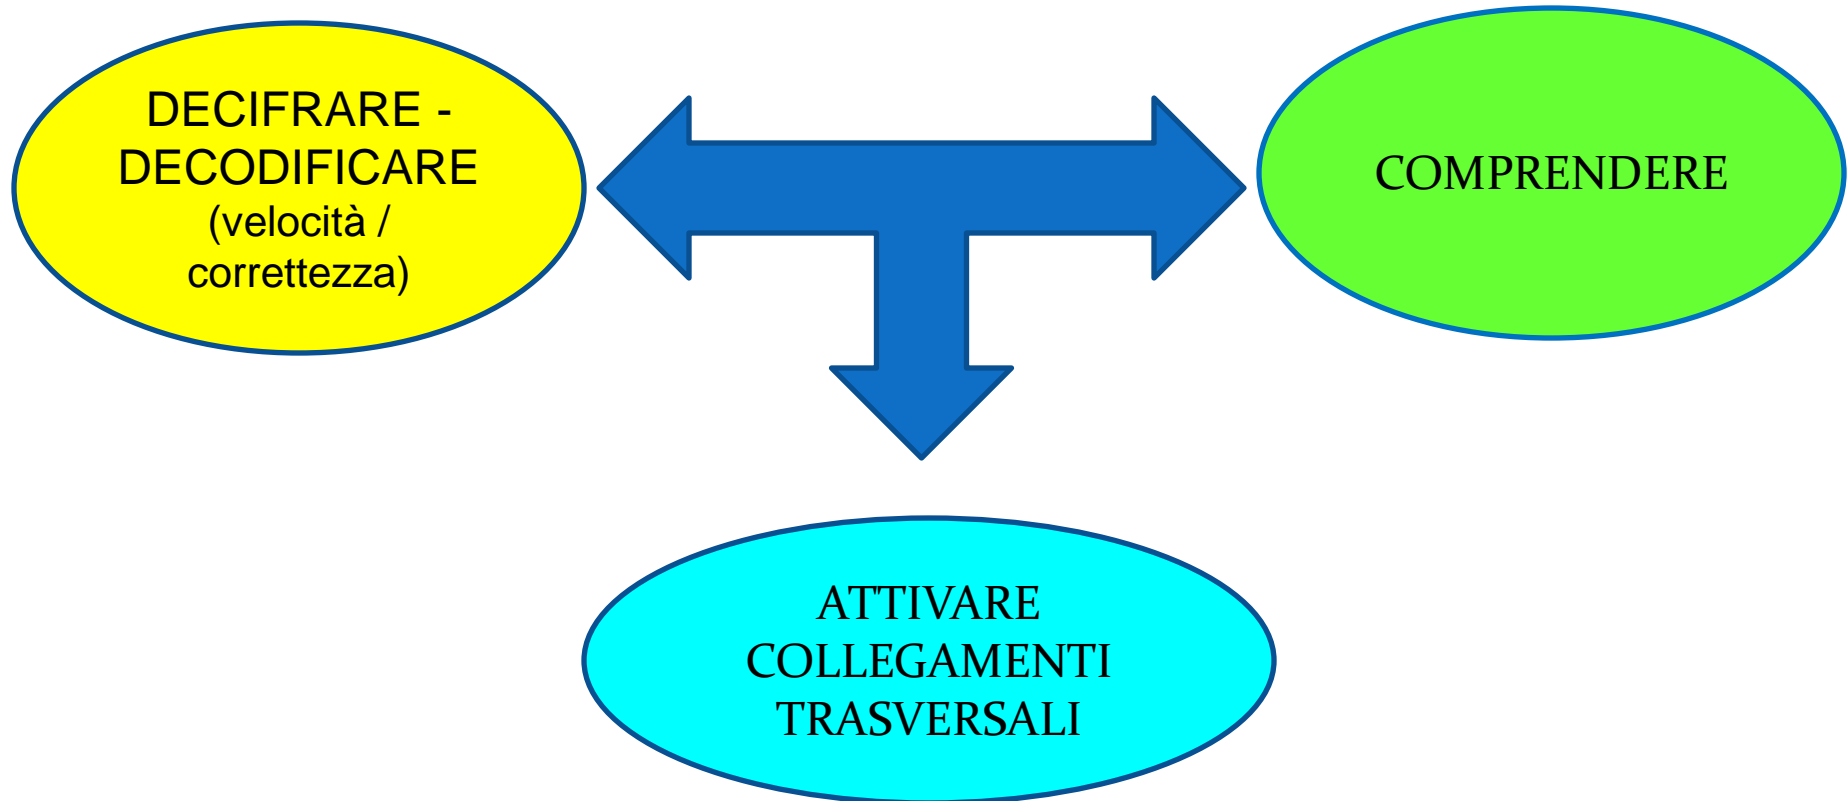 DECIFRARE -
DECODIFICARE
(velocità /
correttezza)
COMPRENDERE
ATTIVARE
COLLEGAMENTI
TRASVERSALI